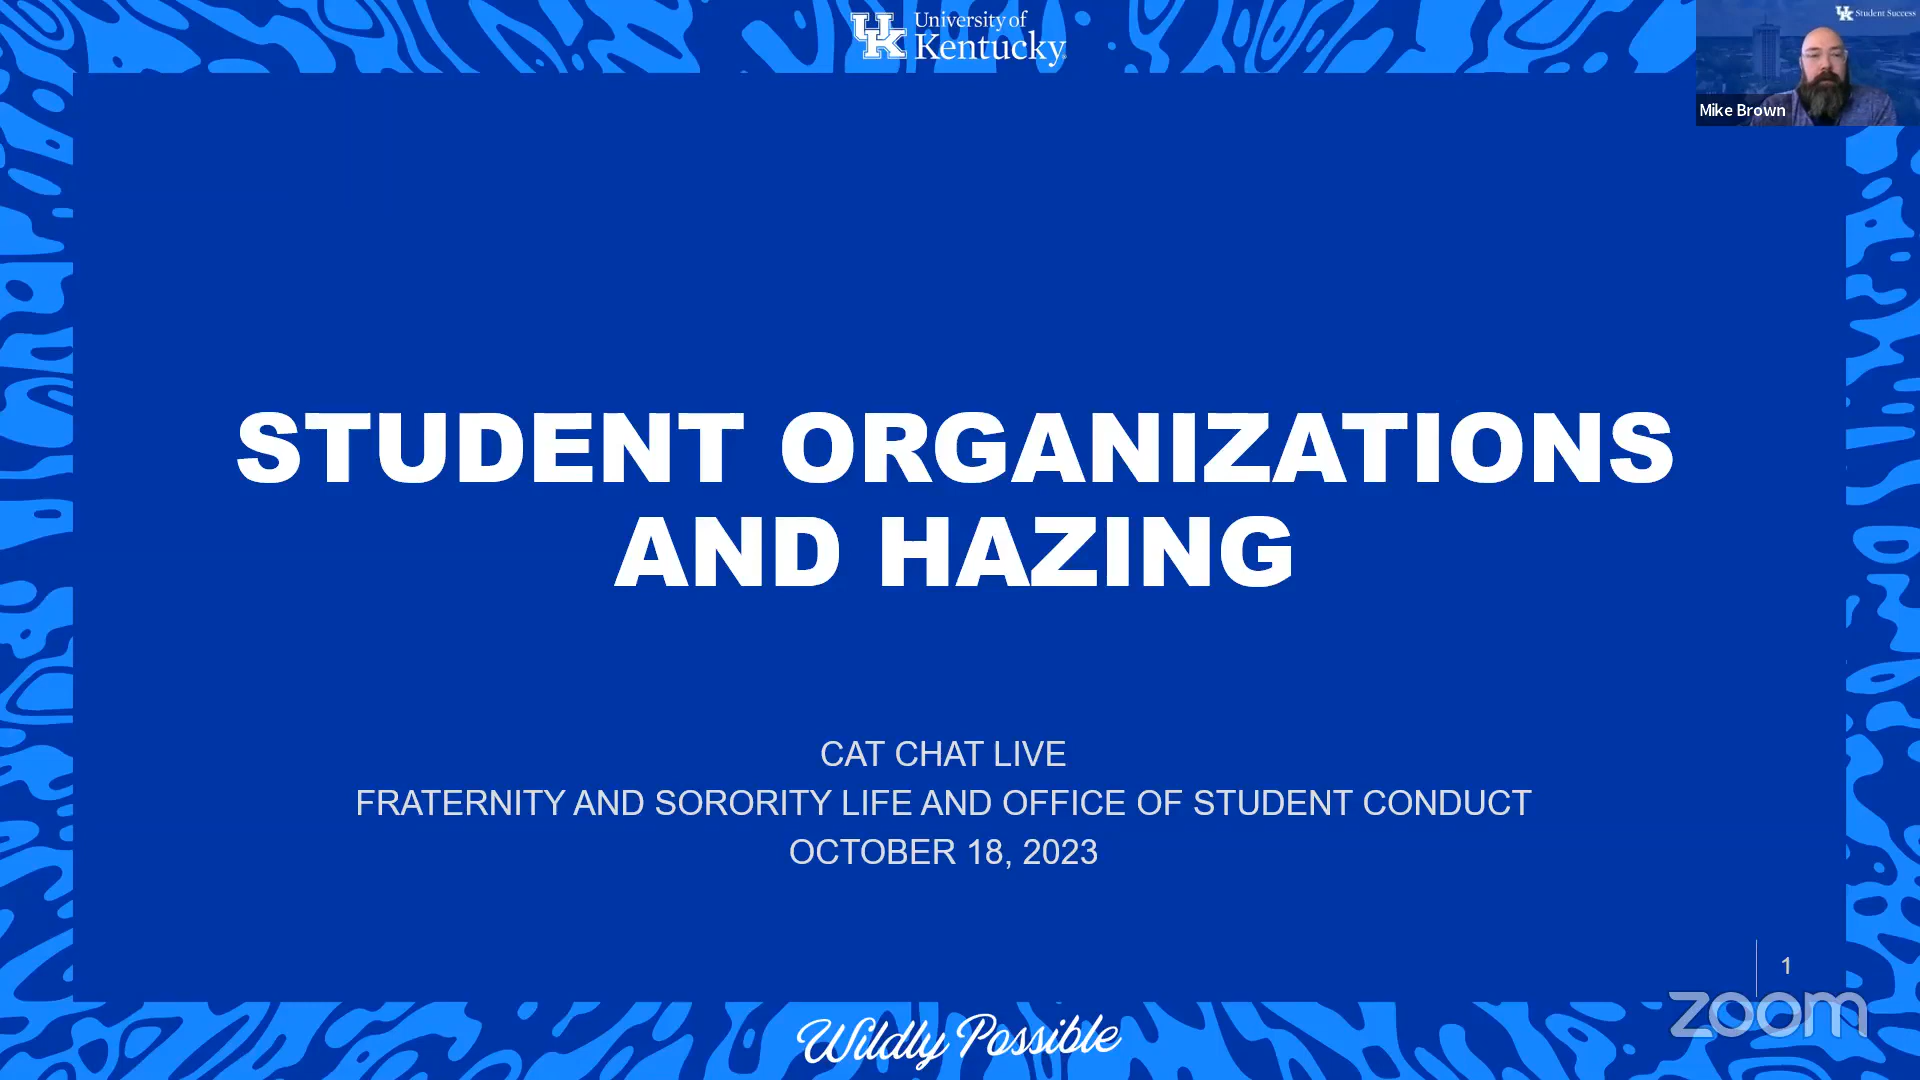 University of
Kentucky
UK Student Success
Mike Brown
STUDENT ORGANIZATIONS
AND HAZING
CAT CHAT LIVE
FRATERNITY AND SORORITY LIFE AND OFFICE OF STUDENT CONDUCT
OCTOBER 18, 2023
1
zoom
Wildly Possible